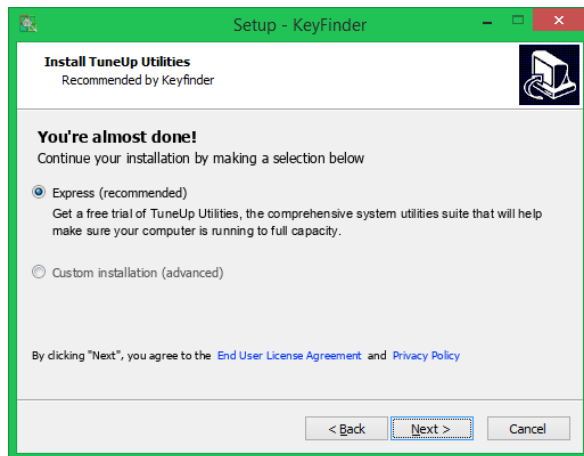 Setup - KeyFinder
Install TuneUp Utilities
Recommended by Keyfinder
You're almost done!
Continue your installation by making a selection below
Express (recommended)
Get a free trial of TuneUp Utilities, the comprehensive system utilities suite that will help
make sure your computer is running to full capacity.
Custom installation (advanced)
By clicking "Next", you agree to the End User License Agreement and Privacy Policy
< Back Next > Cancel